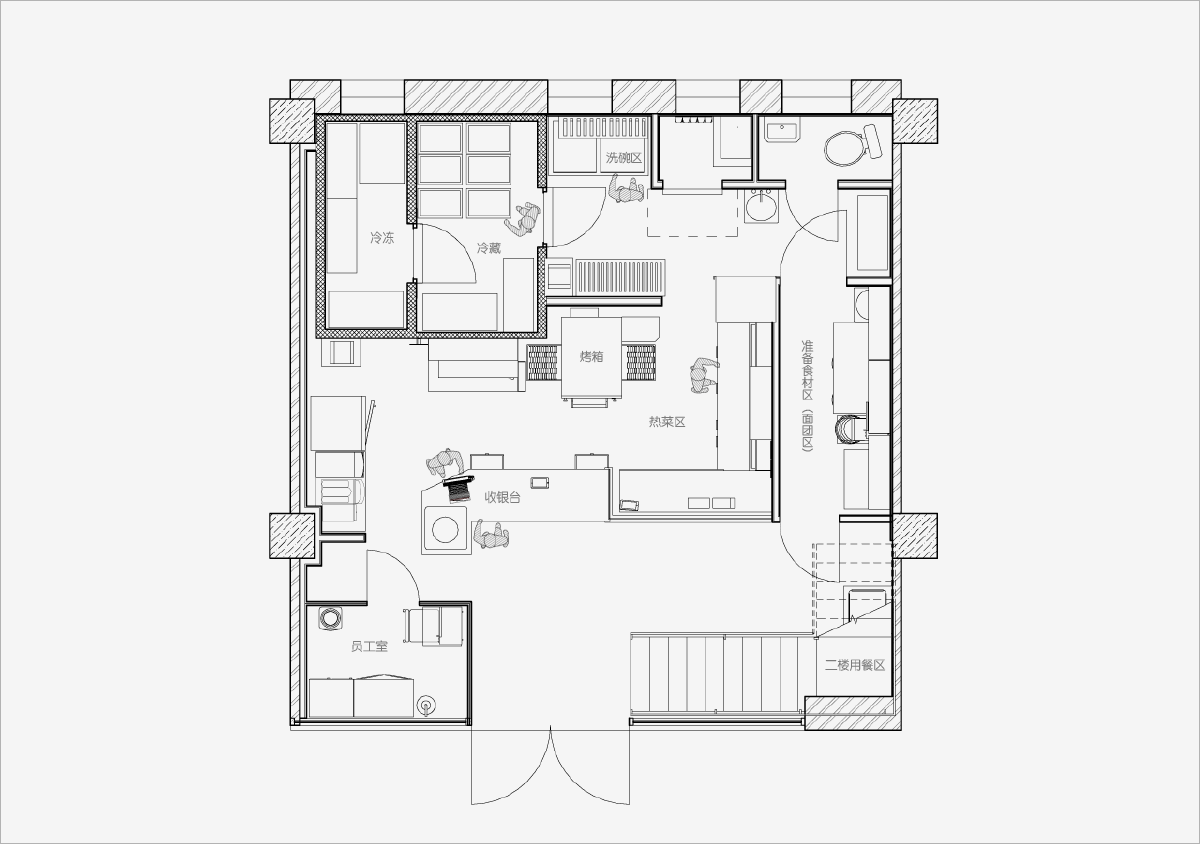 洗碗区
冷冻
冷藏
烤箱
准备食材区（面团区）
热菜区
收银台
员工室
二楼用餐区